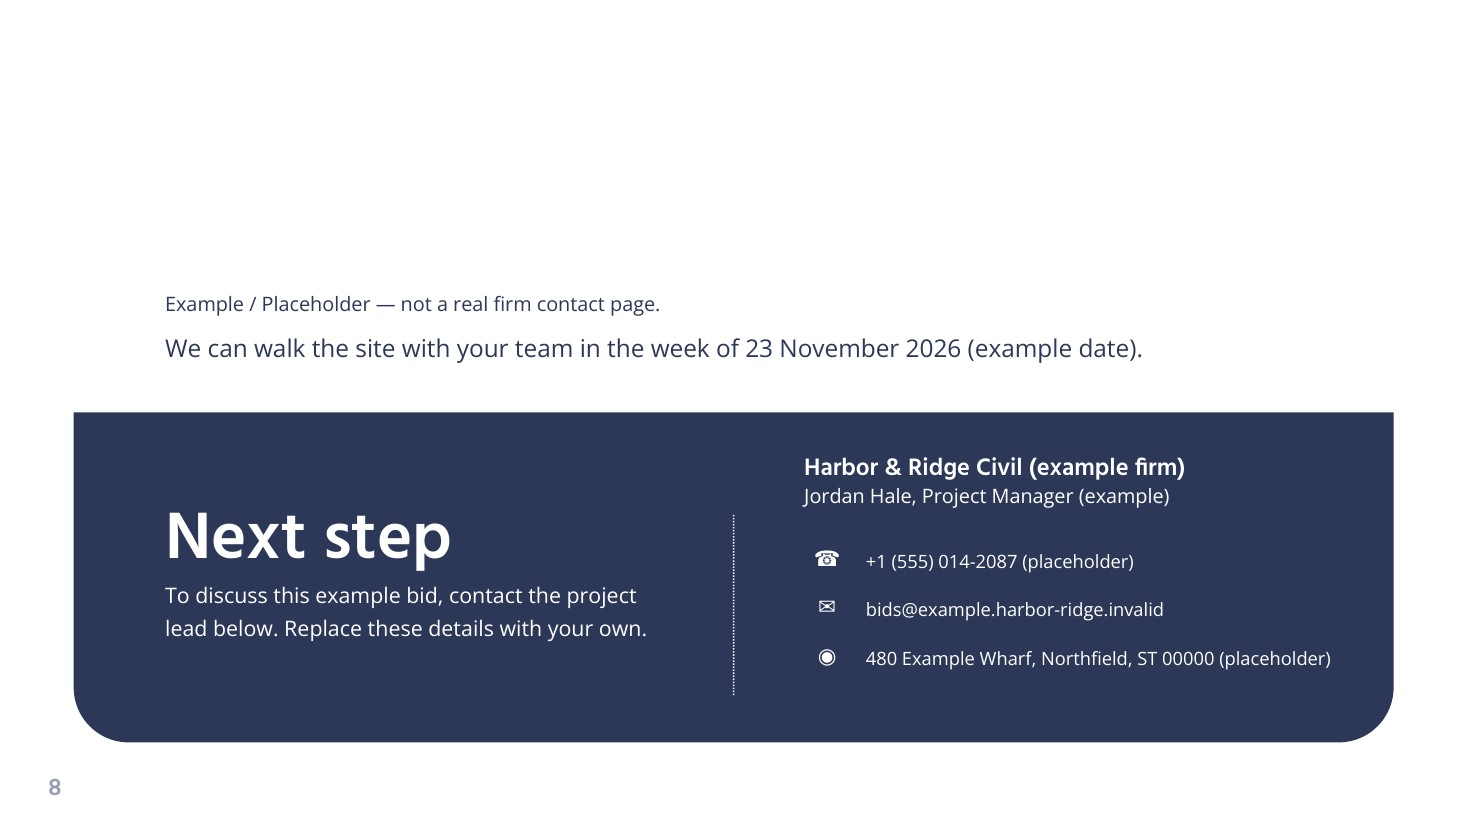 Example / Placeholder — not a real firm contact page.
We can walk the site with your team in the week of 23 November 2026 (example date).
Next step
To discuss this example bid, contact the project
lead below. Replace these details with your own.
Harbor & Ridge Civil (example firm)
Jordan Hale, Project Manager (example)
☎ +1 (555) 014-2087 (placeholder)
✉ bids@example.harbor-ridge.invalid
◉ 480 Example Wharf, Northfield, ST 00000 (placeholder)
8